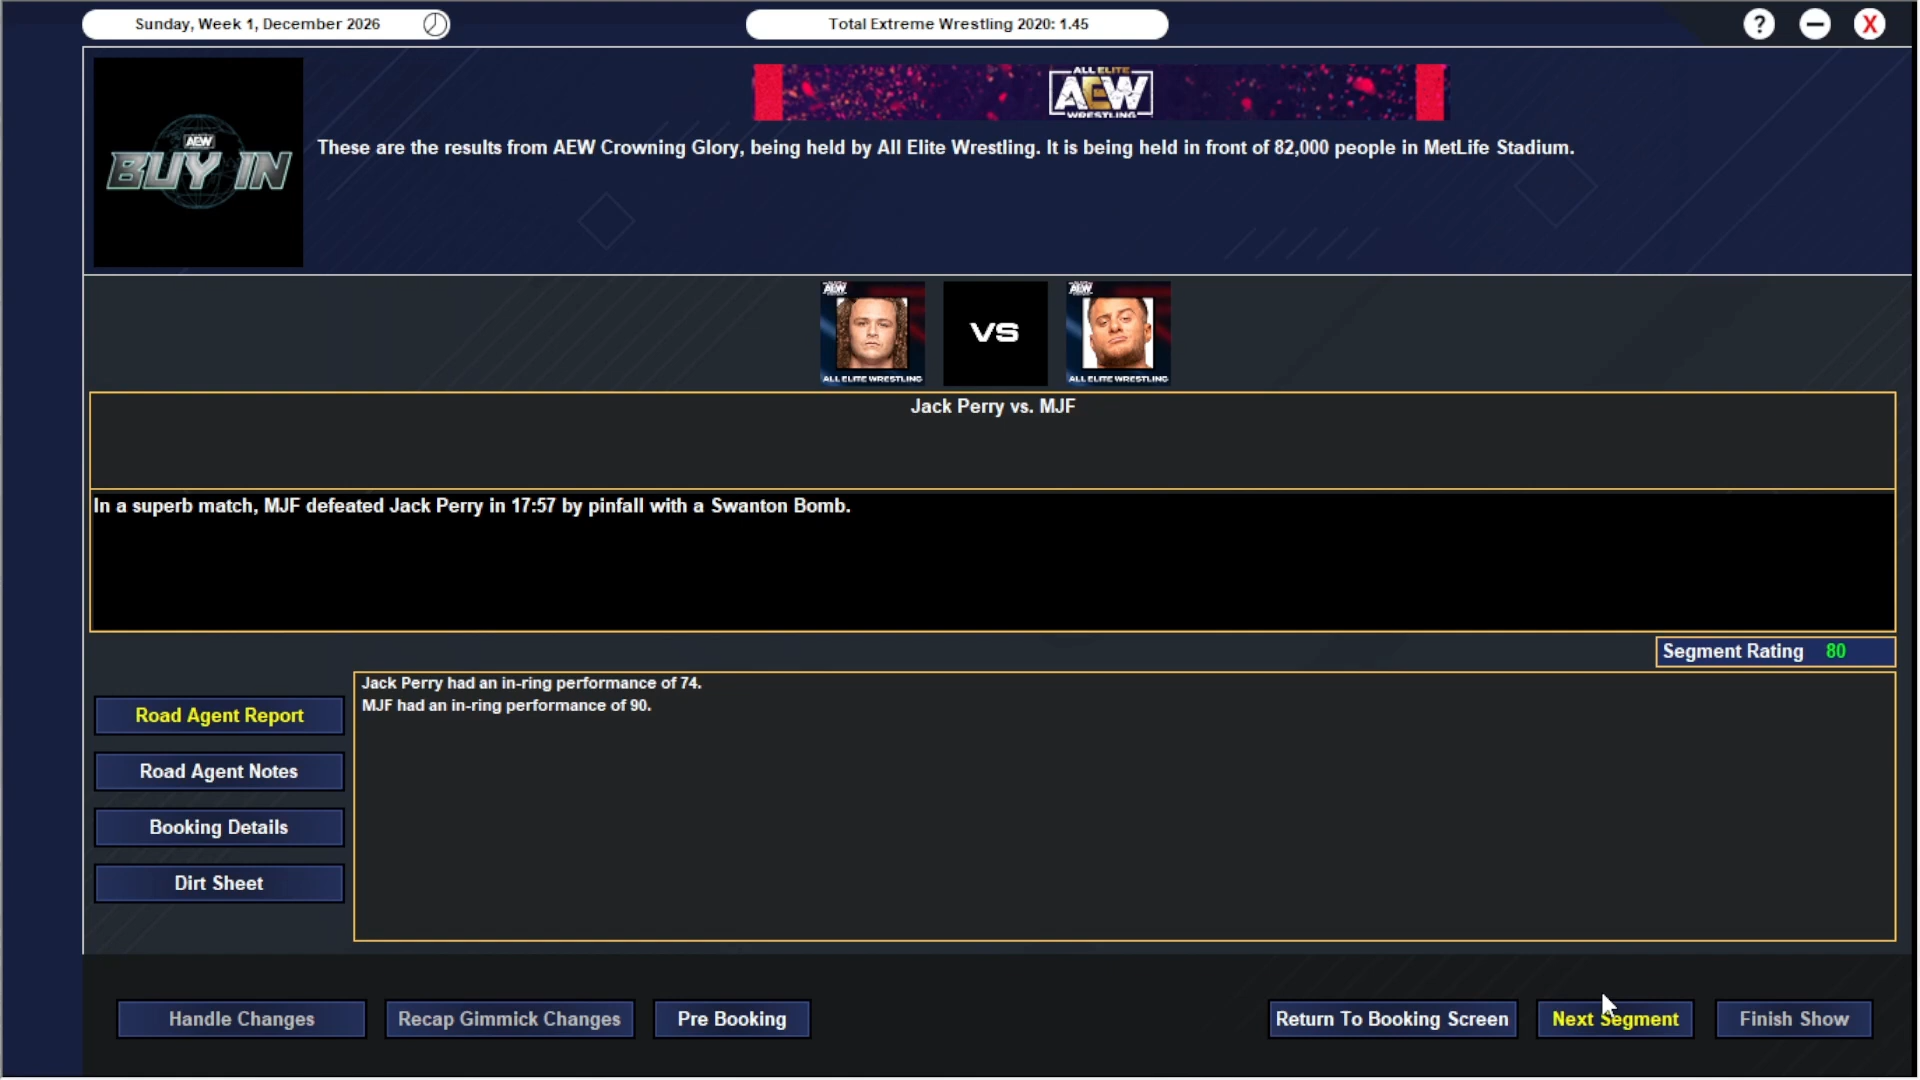 Sunday, Week 1, December 2026
Total Extreme Wrestling 2020: 1.45
?
X
ALL ELITE
AEW
WRESTLING
AEW
BUY IN
These are the results from AEW Crowning Glory, being held by All Elite Wrestling. It is being held in front of 82,000 people in MetLife Stadium.
AEW
VS
AEW
ALL ELITE WRESTLING
ALL ELITE WRESTLING
Jack Perry vs. MJF
In a superb match, MJF defeated Jack Perry in 17:57 by pinfall with a Swanton Bomb.
Segment Rating 80
Jack Perry had an in-ring performance of 74.
MJF had an in-ring performance of 90.
Road Agent Report
Road Agent Notes
Booking Details
Dirt Sheet
Handle Changes
Recap Gimmick Changes
Pre Booking
Return To Booking Screen
Next Segment
Finish Show